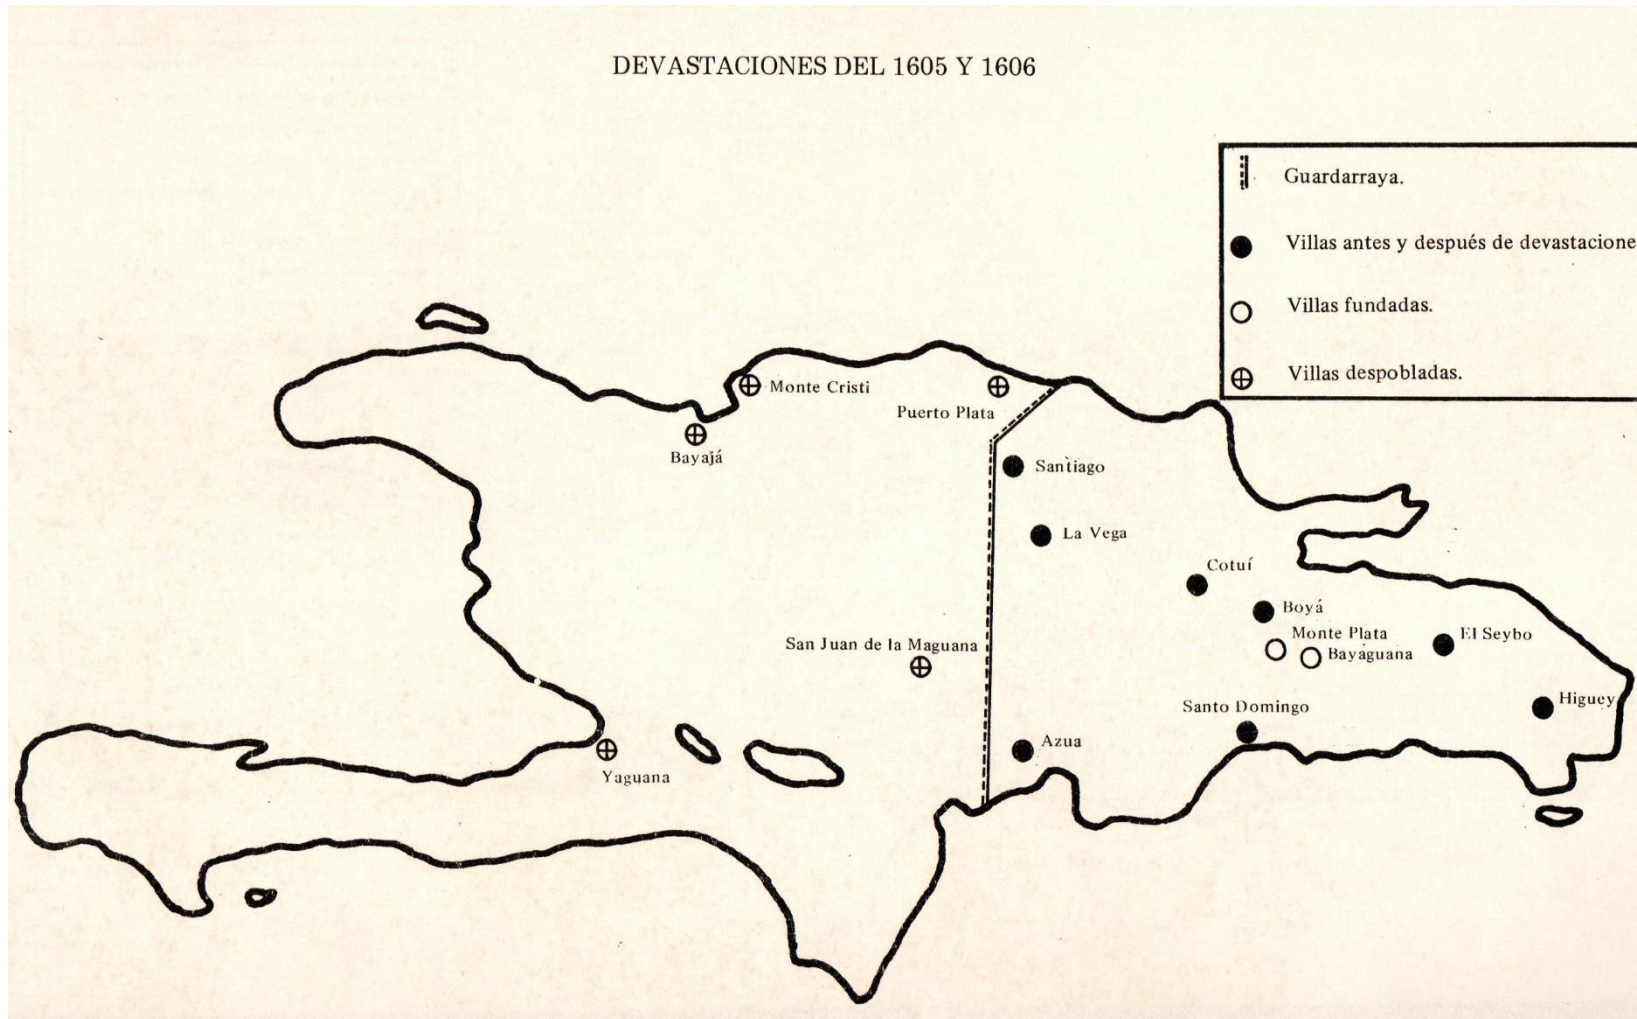 DEVASTACIONES DEL 1605 Y 1606
Guardarraya.
Villas antes y después de devastacione
Villas fundadas.
Villas despobladas.
Monte Cristi
Puerto Plata
Bayajá
Santiago
La Vega
Cotuí
Boyá
Monte Plata
El Seybo
San Juan de la Maguana
Bayaguana
Higuey
Santo Domingo
Azua
Yaguana